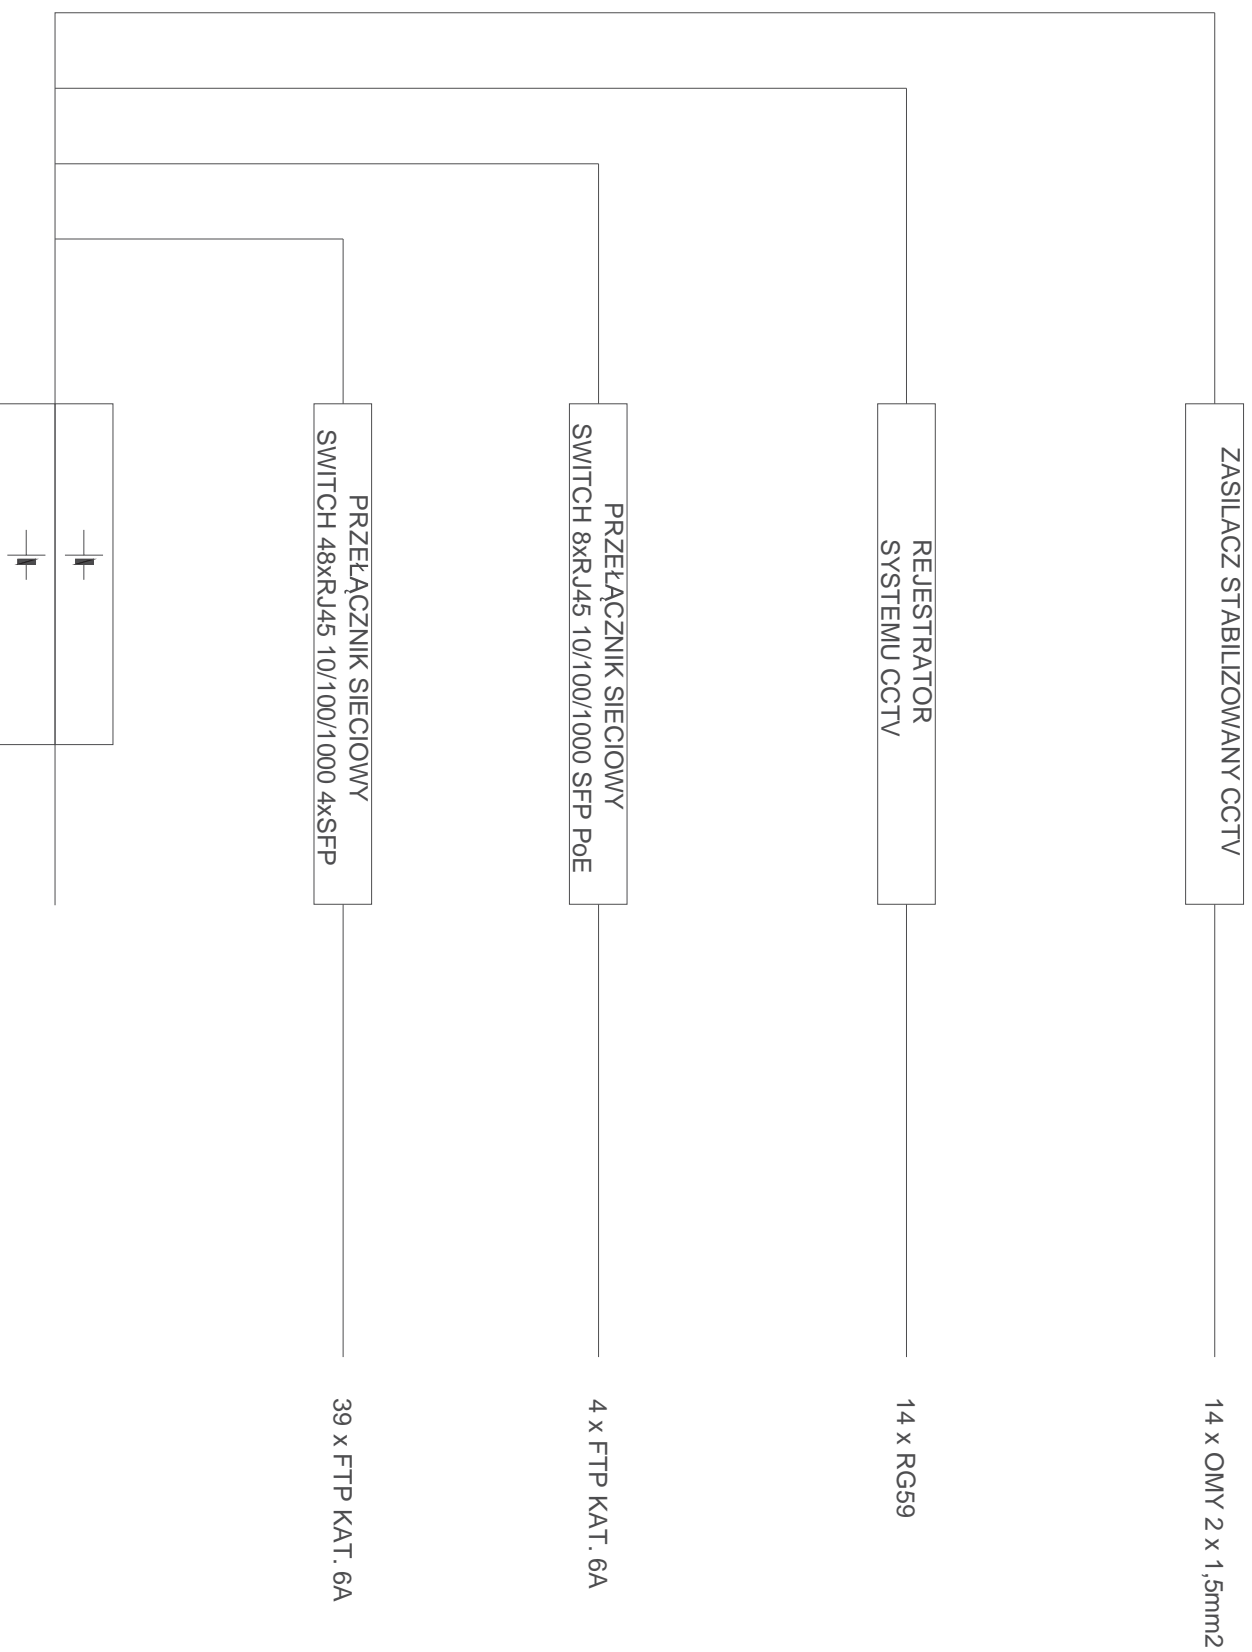 ZASILACZ STABILIZOWANY CCTV
14 x OMY 2 x 1,5mm2
REJESTRATOR
SYSTEMU CCTV
14 x RG59
PRZEŁĄCZNIK SIECIOWY
SWITCH 8xRJ45 10/100/1000 SFP PoE
4 x FTP KAT. 6A
PRZEŁĄCZNIK SIECIOWY
SWITCH 48xRJ45 10/100/1000 4xSFP
39 x FTP KAT. 6A